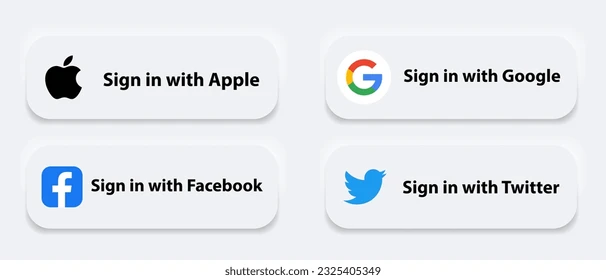 Sign in with Apple
Sign in with Google
Sign in with Facebook
Sign in with Twitter
shutterstock.com · 2325405349